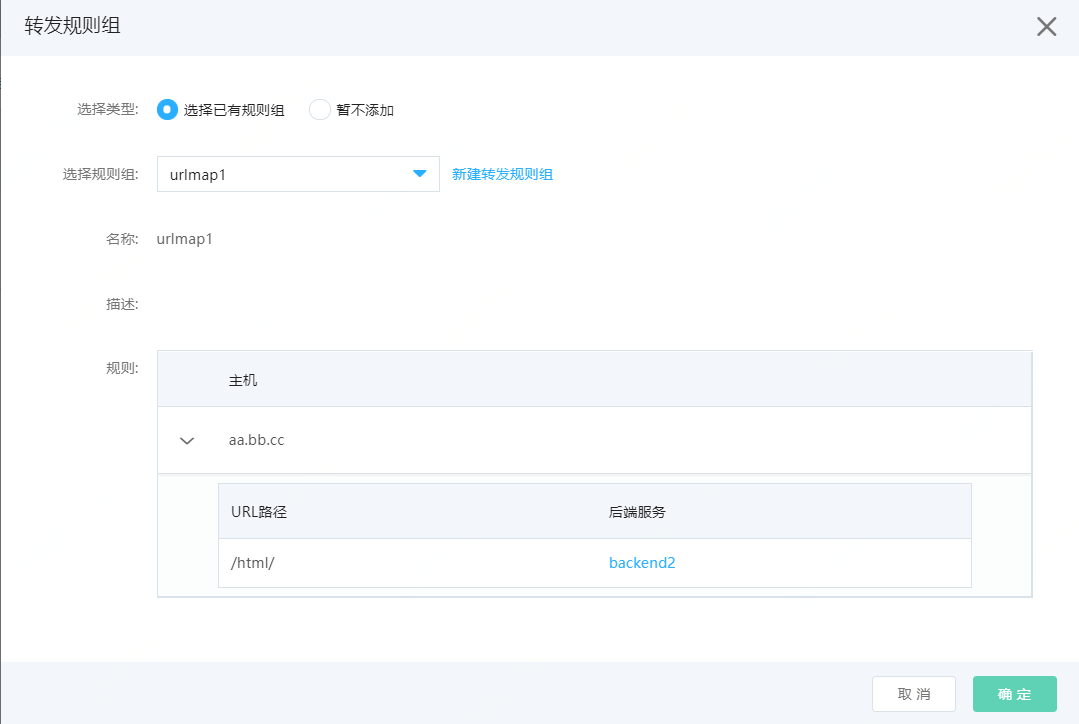 转发规则组
选择类型: 选择已有规则组 暂不添加
选择规则组: urlmap1 新建转发规则组
名称: urlmap1
描述:
规则:
主机
aa.bb.cc
URL路径 后端服务
/html/ backend2
取消 确定